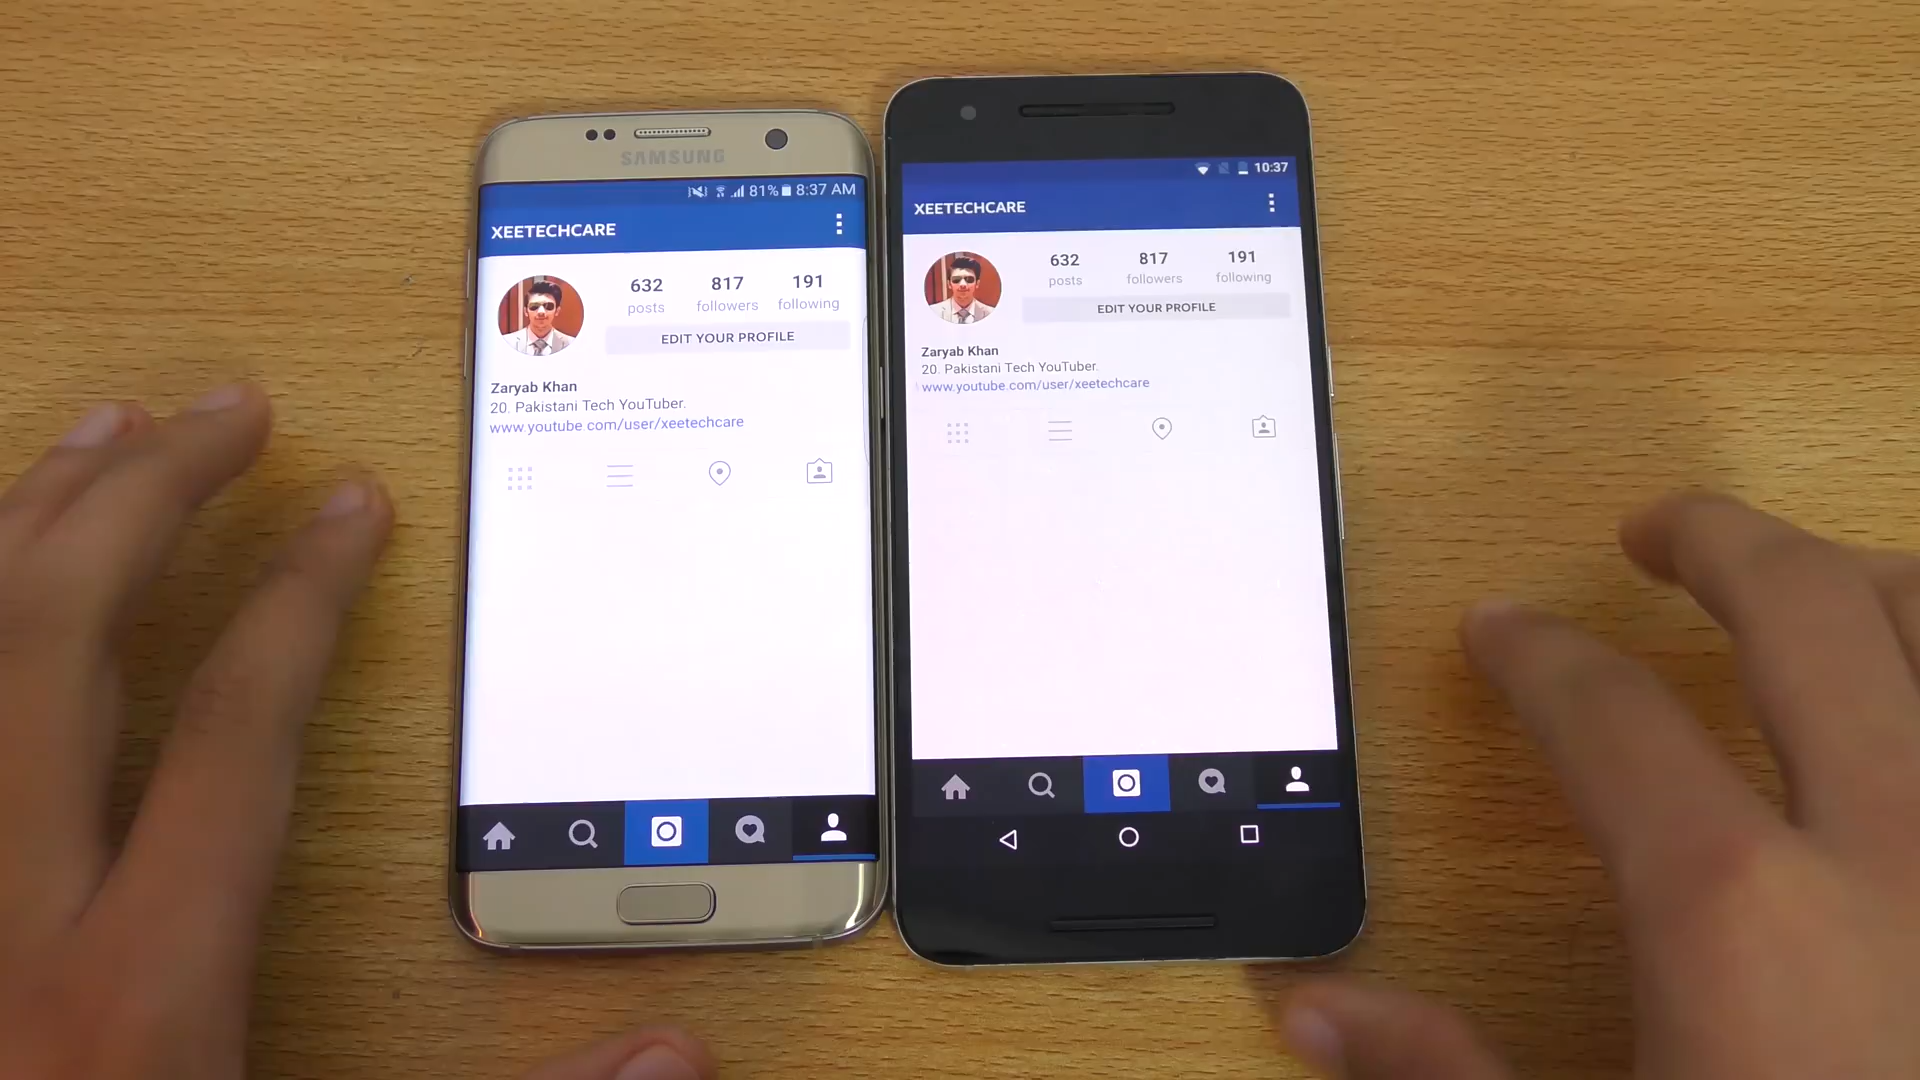 SAMSUNG
81% 8:37 AM
XEETECHCARE
632 817 191
posts followers following
EDIT YOUR PROFILE
Zaryab Khan
20. Pakistani Tech YouTuber.
www.youtube.com/user/xeetechcare
10:37
XEETECHCARE
632 817 191
posts followers following
EDIT YOUR PROFILE
Zaryab Khan
20. Pakistani Tech YouTuber.
www.youtube.com/user/xeetechcare